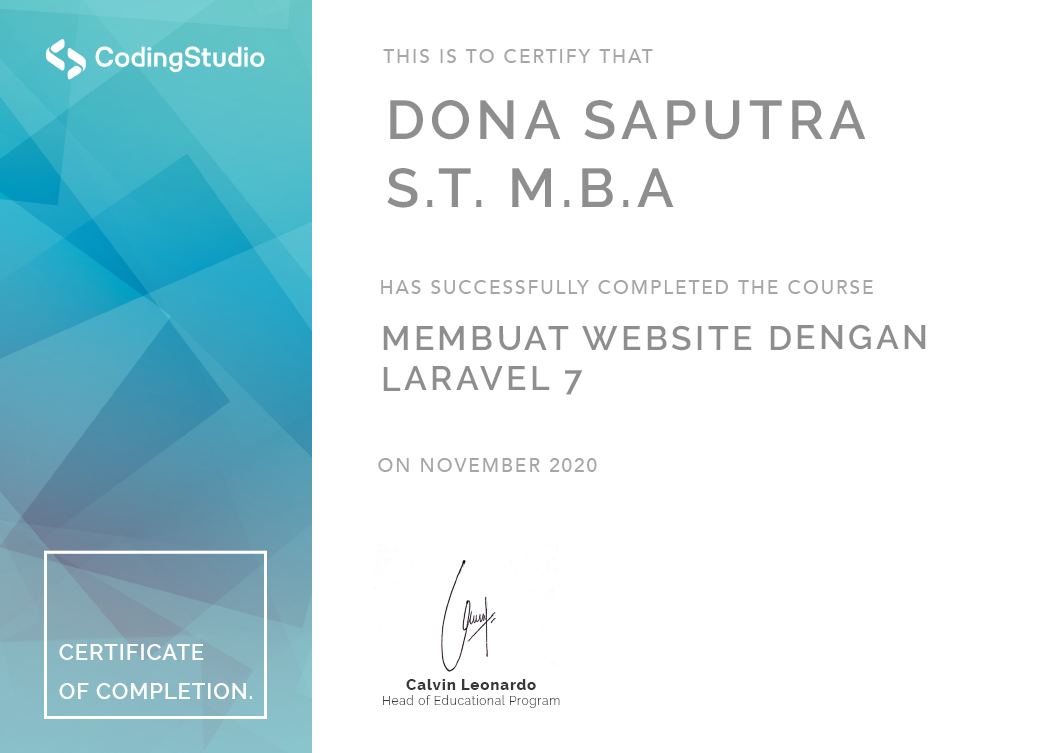 CodingStudio
THIS IS TO CERTIFY THAT
DONA SAPUTRA
S.T. M.B.A
HAS SUCCESSFULLY COMPLETED THE COURSE
MEMBUAT WEBSITE DENGAN
LARAVEL 7
ON NOVEMBER 2020
Calvin Leonardo
Head of Educational Program
CERTIFICATE
OF COMPLETION.